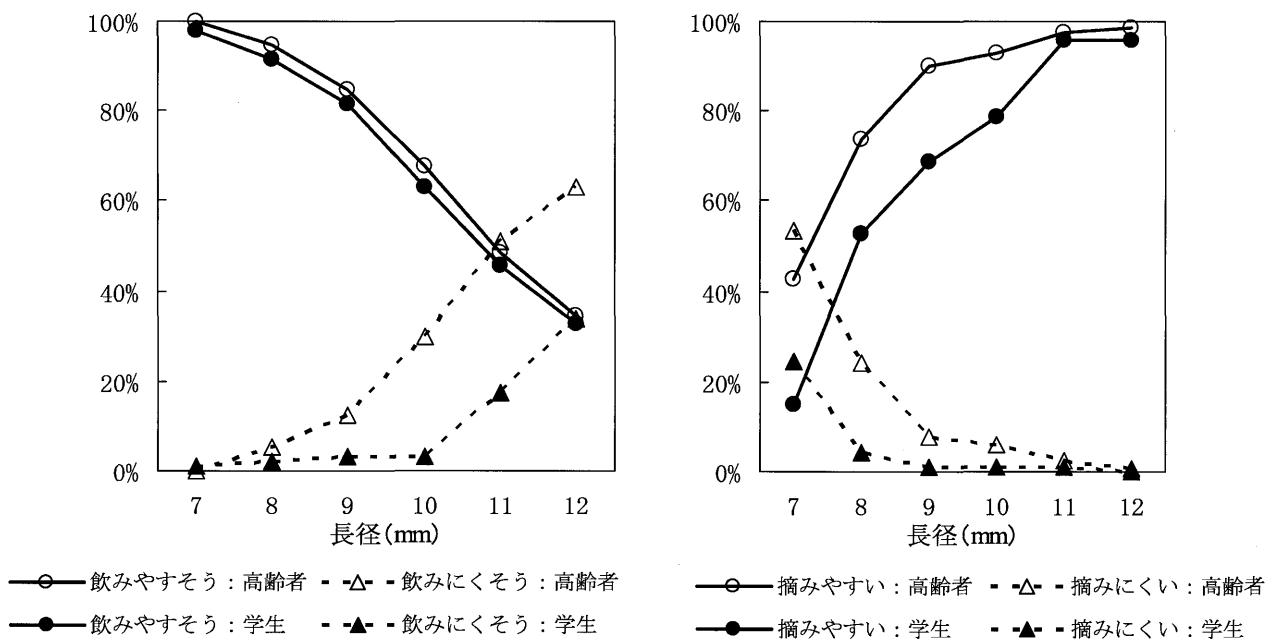 100%
80%
60%
40%
20%
0%
7 8 9 10 11 12
長径(mm)
飲みやすそう：高齢者 飲みにくそう：高齢者
飲みやすそう：学生 飲みにくそう：学生
100%
80%
60%
40%
20%
0%
7 8 9 10 11 12
長径(mm)
摘みやすい：高齢者 摘みにくい：高齢者
摘みやすい：学生 摘みにくい：学生